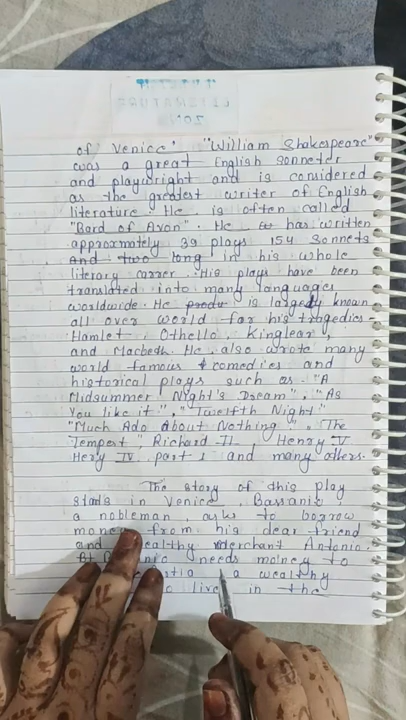 of Venice' "William Shakespeare"
was a great English sonneter
and playwright and is considered
as the greatest writer of English
literature. He is often called
"Bard of Avon". He has written
approxmately 39 plays 154 sonnets
And two long in his whole
literary carrer. His plays have been
translated into many languages
worldwide. He produ is largely known
all over world for his tragedies -
Hamlet, Othello, Kinglear,
and Macbeth. He also wrote many
world famous comedies and
historical plays such as "A
Midsummer Night's Dream", "As
You like it", "Twelfth Night"
"Much Ado About Nothing", The
Tempest", Richard II, Henry V
Hery IV part 1 and many others.
The story of this play
starts in Venice. Bassanio,
a nobleman, asks to borrow
money from his dear friend
and wealthy merchant Antonio.
needs money to
a wealthy
live in the